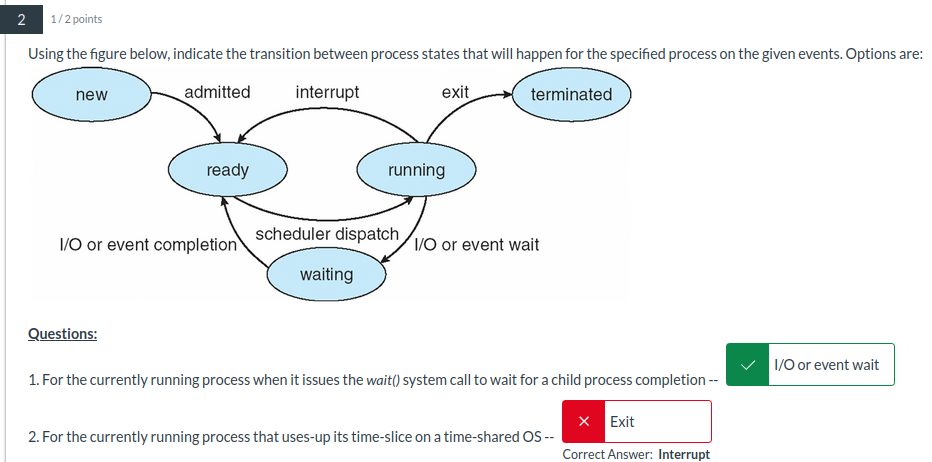 2 1 / 2 points
Using the figure below, indicate the transition between process states that will happen for the specified process on the given events. Options are:
new admitted interrupt exit terminated
ready running
scheduler dispatch
I/O or event completion I/O or event wait
waiting
Questions:
1. For the currently running process when it issues the wait() system call to wait for a child process completion -- I/O or event wait
2. For the currently running process that uses-up its time-slice on a time-shared OS -- Exit
Correct Answer: Interrupt